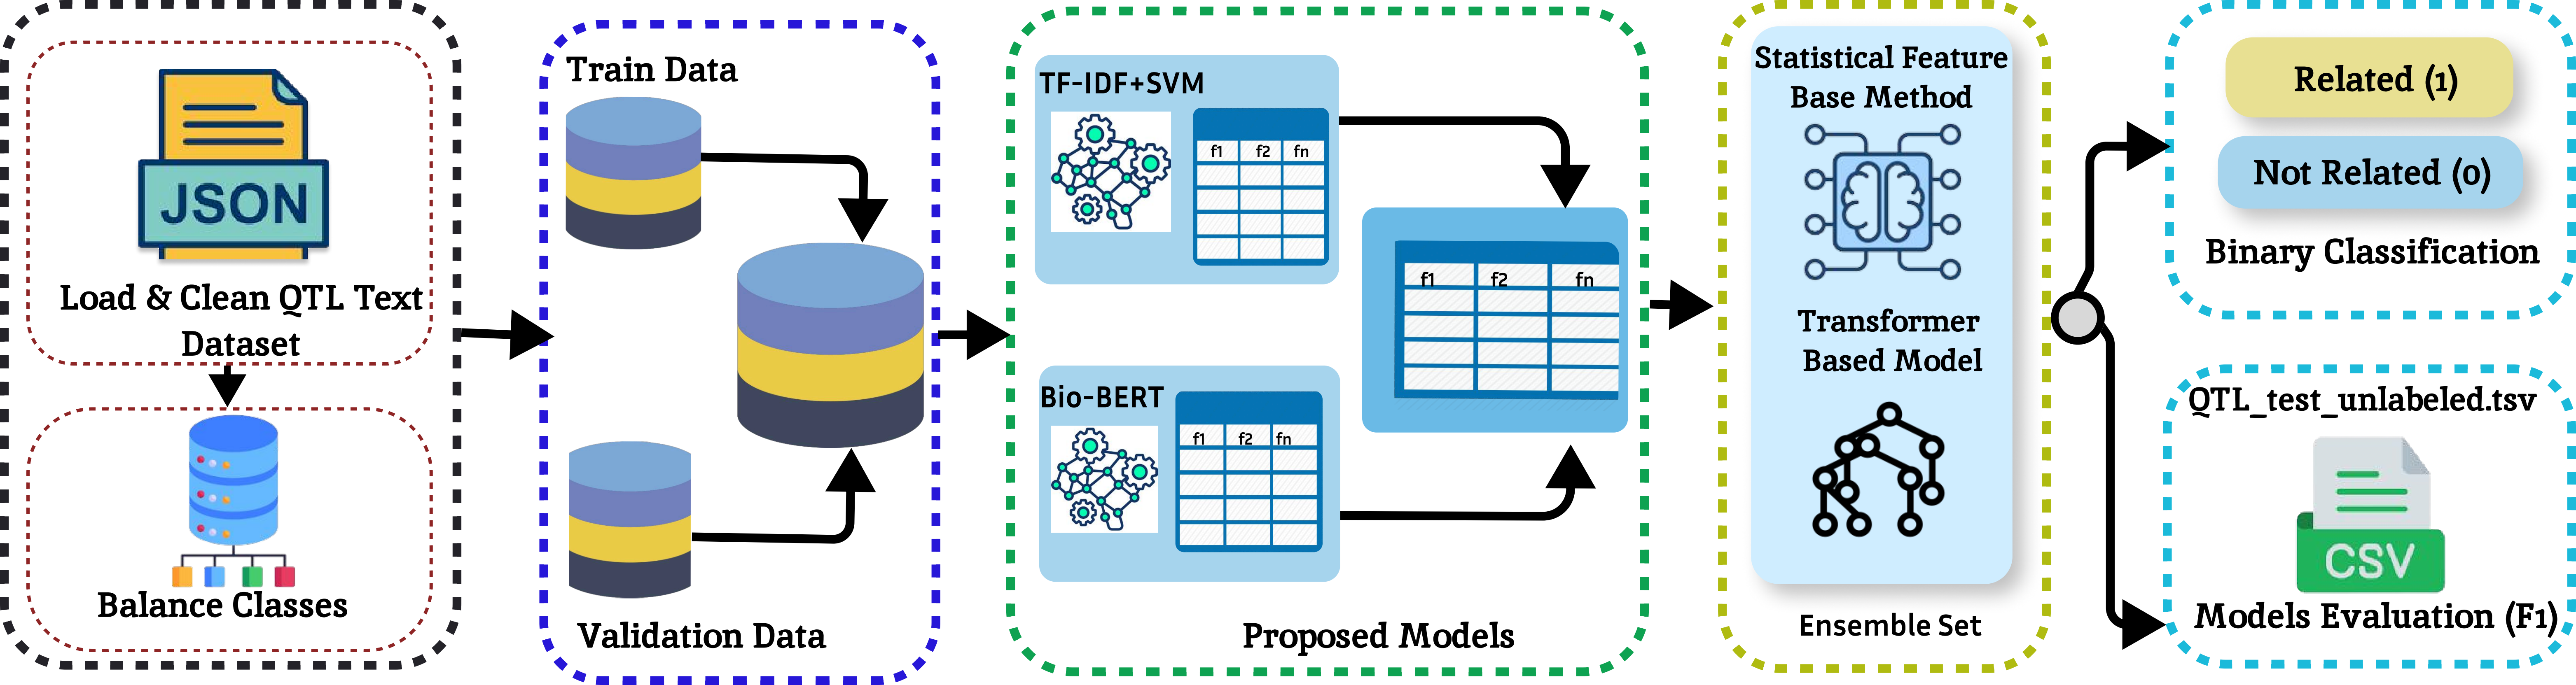 JSON
Load & Clean QTL Text
Dataset
Balance Classes
Train Data
Validation Data
TF-IDF+SVM
f1 f2 fn
Bio-BERT
f1 f2 fn
f1 f2 fn
Proposed Models
Statistical Feature
Base Method
Transformer
Based Model
Ensemble Set
Related (1)
Not Related (0)
Binary Classification
QTL_test_unlabeled.tsv
CSV
Models Evaluation (F1)